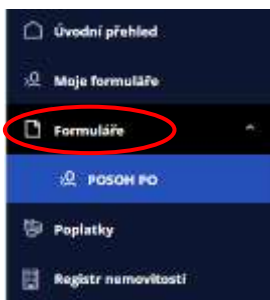 Úvodní přehled
Moje formuláře
Formuláře
POSOH PO
Poplatky
Registr nemovitostí